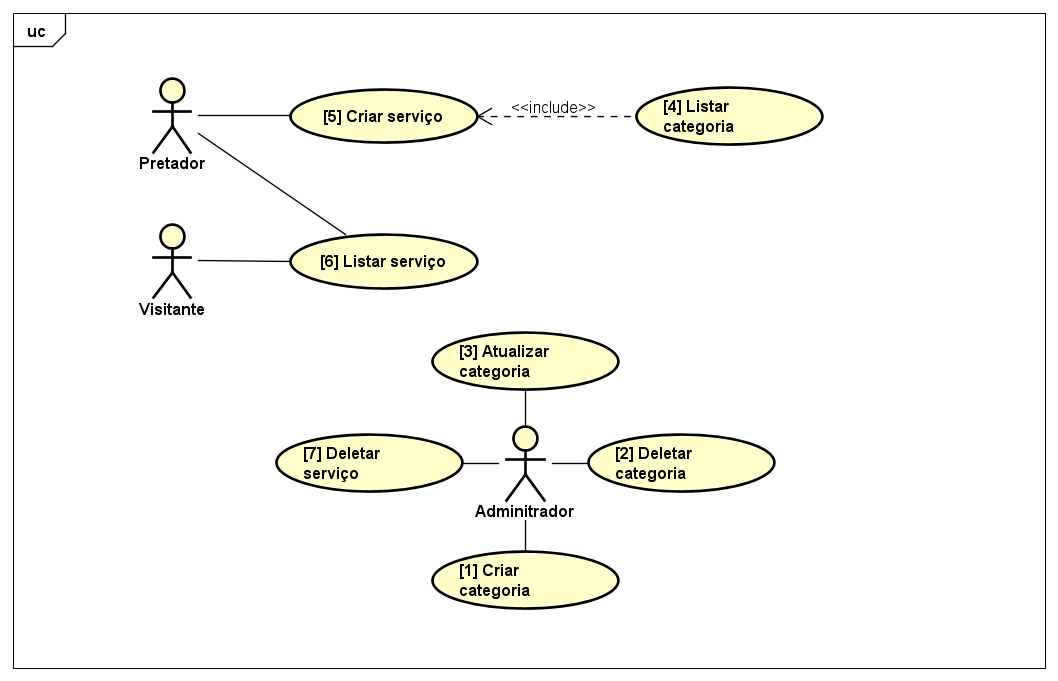 uc
[5] Criar serviço
<<include>>
[4] Listar
categoria
Pretador
[6] Listar serviço
Visitante
[3] Atualizar
categoria
[7] Deletar
serviço
[2] Deletar
categoria
Adminitrador
[1] Criar
categoria